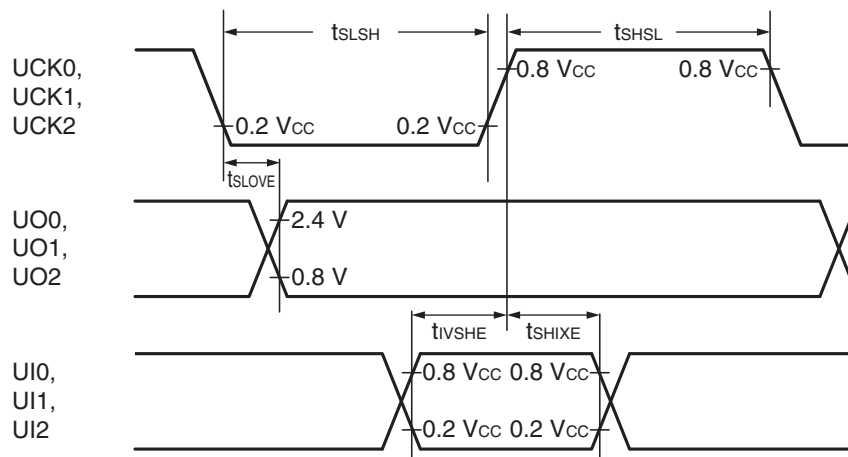 tSLSH
tSHSL
UCK0,
UCK1,
UCK2
0.8 VCC
0.8 VCC
0.2 VCC
0.2 VCC
tSLOVE
UO0,
UO1,
UO2
2.4 V
0.8 V
tIVSHE
tSHIXE
UI0,
UI1,
UI2
0.8 VCC
0.8 VCC
0.2 VCC
0.2 VCC